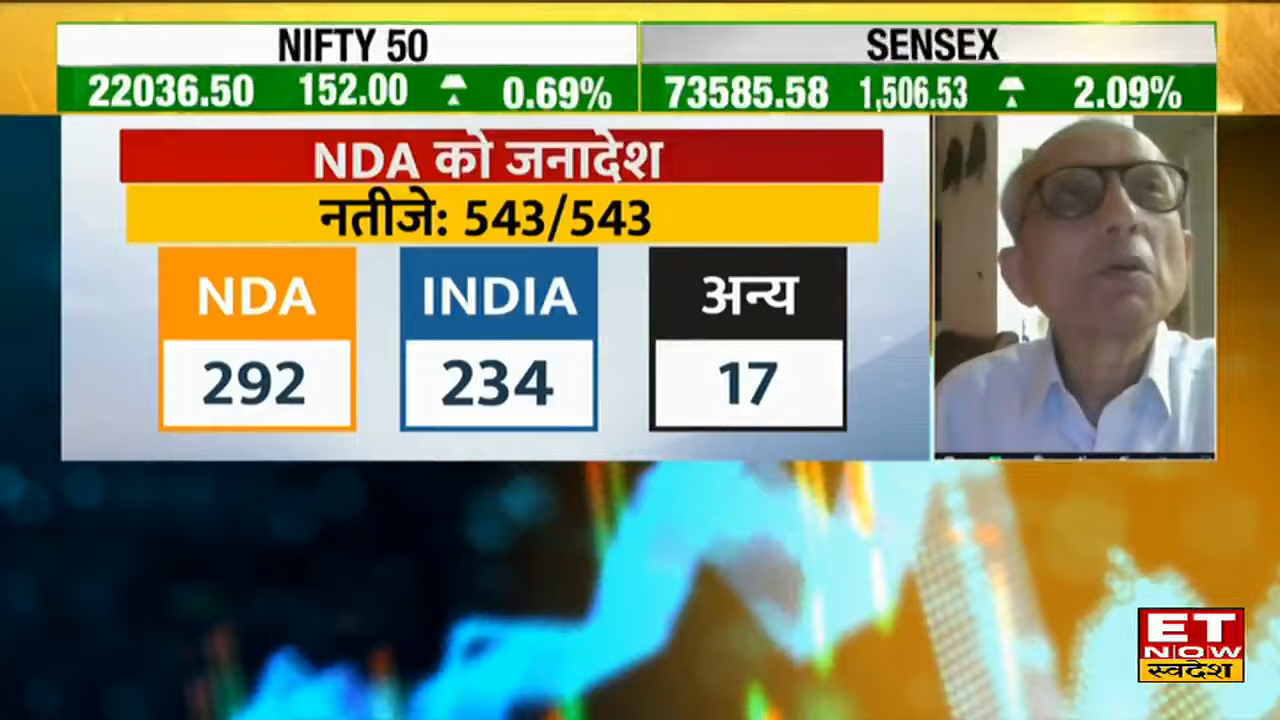 NIFTY 50
22036.50 152.00 0.69%
SENSEX
73585.58 1,506.53 2.09%
NDA को जनादेश
नतीजे: 543/543
NDA
292
INDIA
234
अन्य
17
ET
NOW
स्वदेश